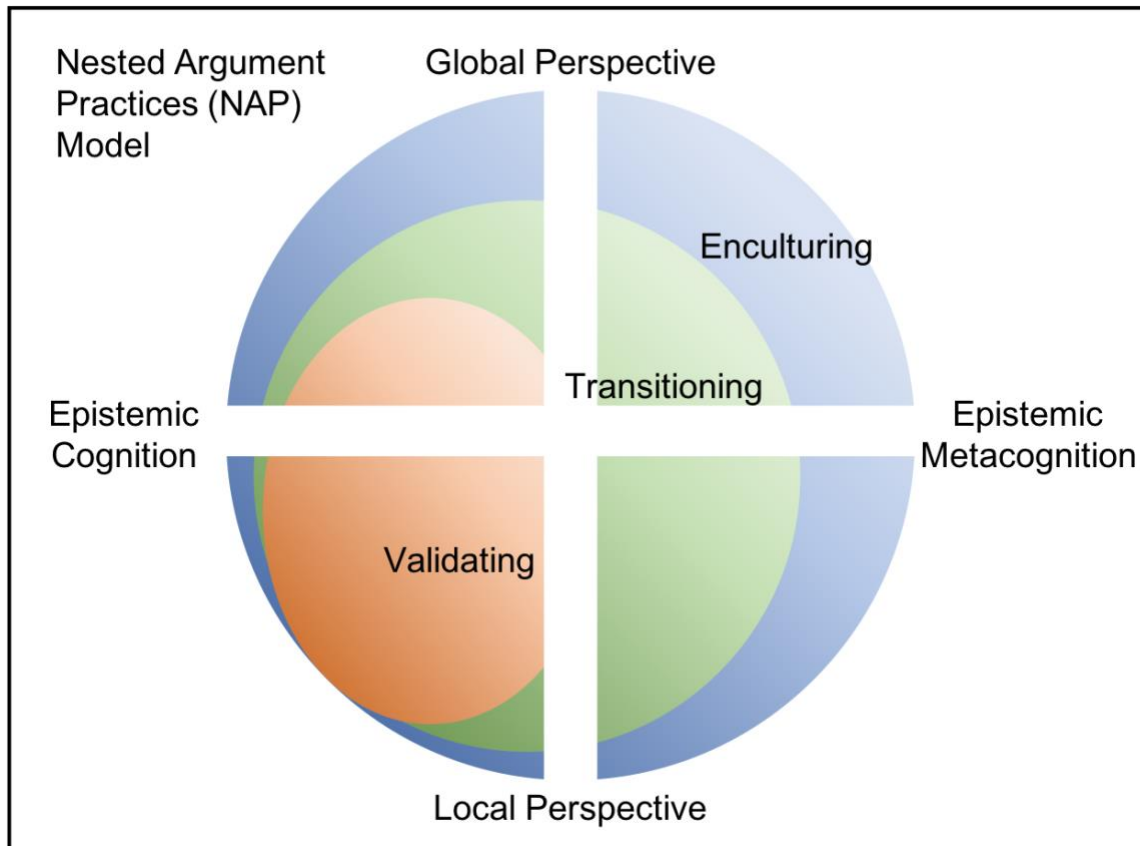 Nested Argument
Practices (NAP)
Model
Global Perspective
Enculturing
Transitioning
Epistemic
Cognition
Epistemic
Metacognition
Validating
Local Perspective